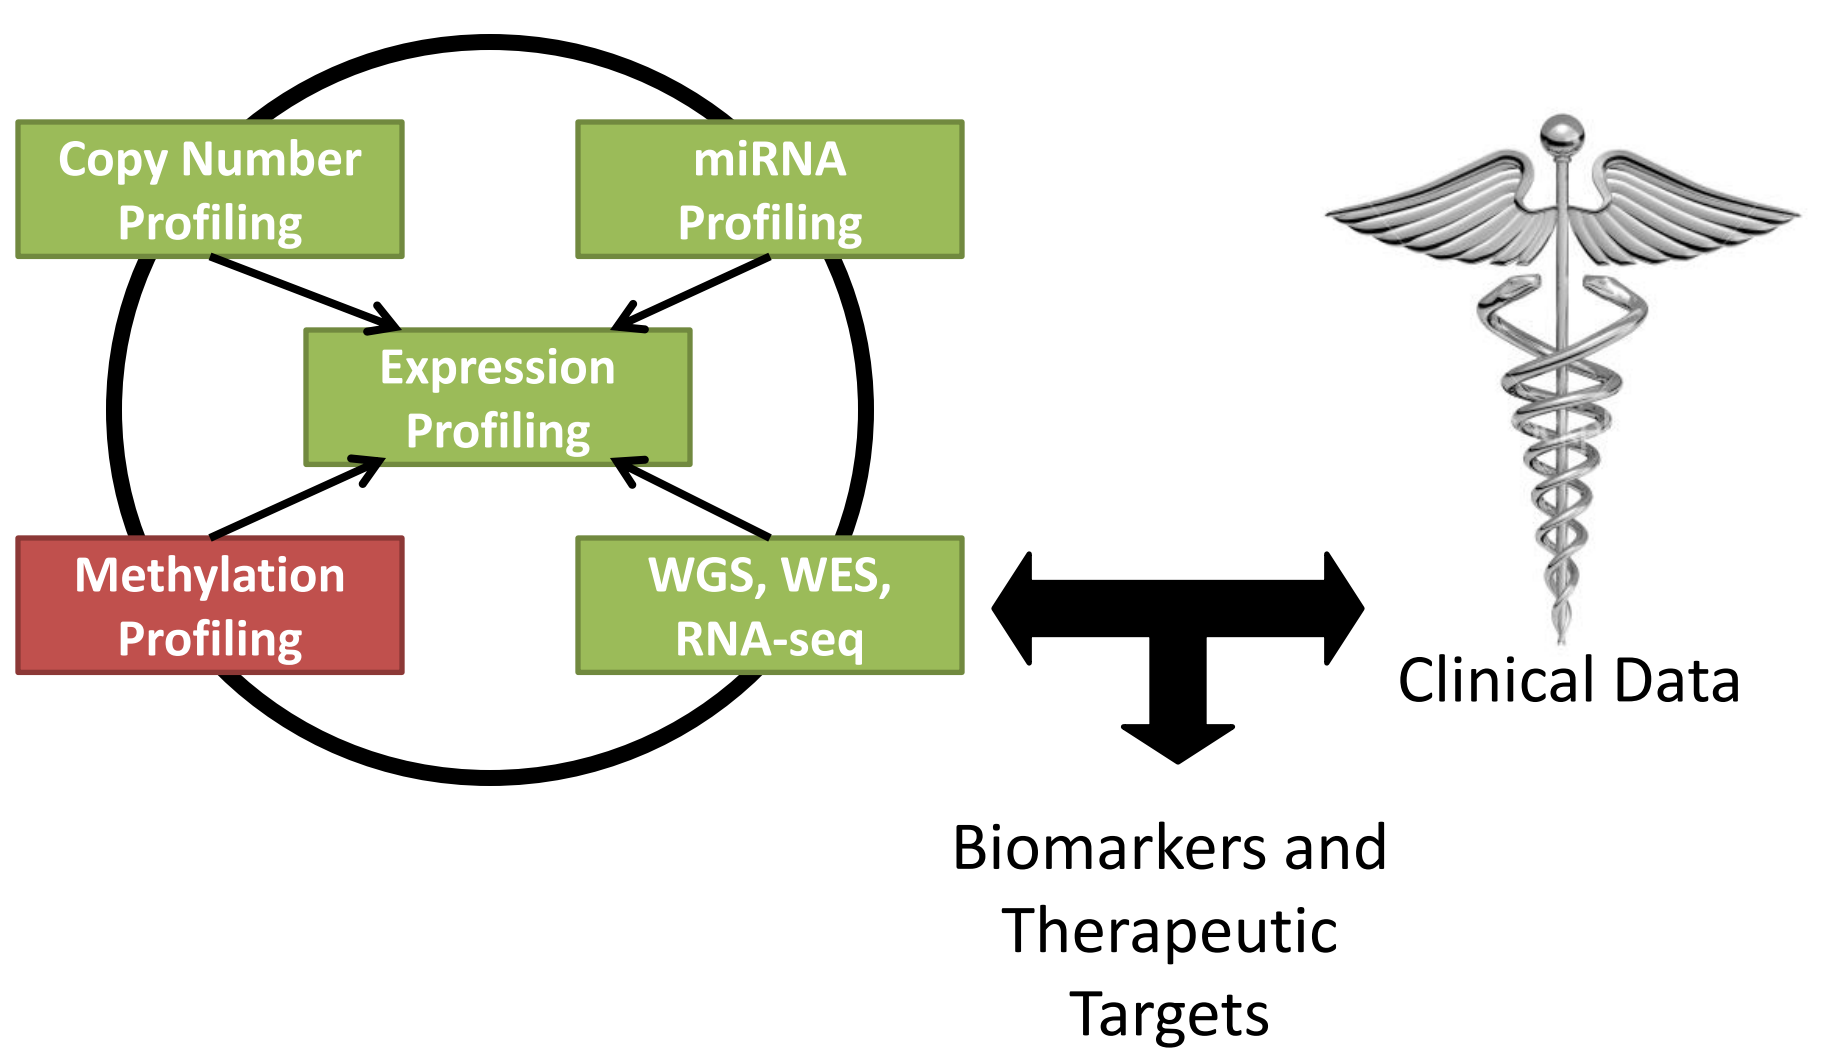 Copy Number
Profiling
miRNA
Profiling
Expression
Profiling
Methylation
Profiling
WGS, WES,
RNA-seq
Clinical Data
Biomarkers and
Therapeutic
Targets